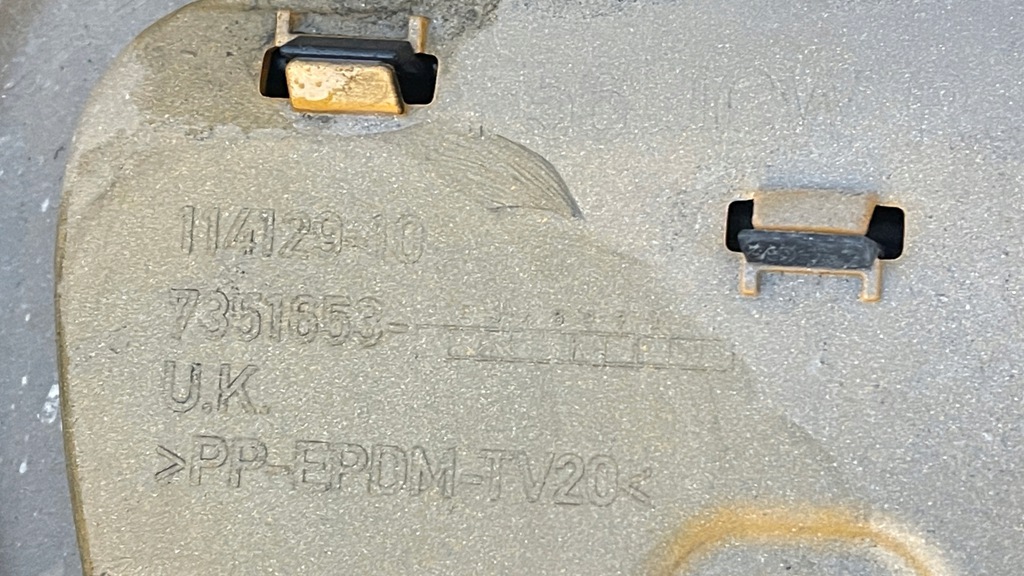 114129-10
7351653-
U.K.
>PP-EPDM-TV20<